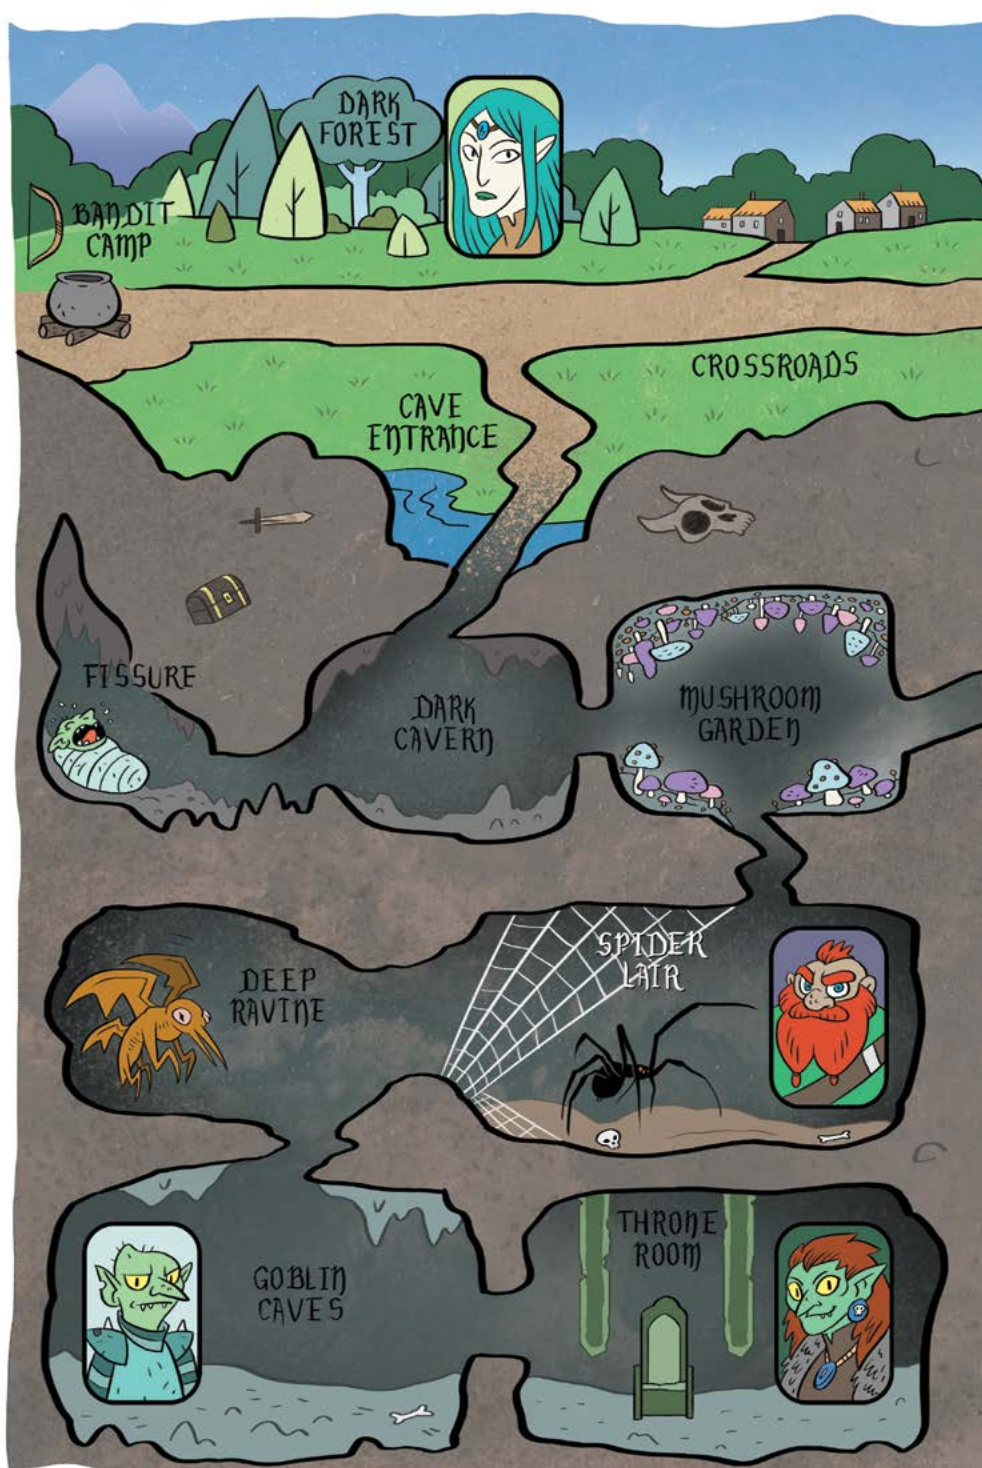 DARK
FOREST
BANDIT
CAMP
CROSSROADS
CAVE
ENTRANCE
FISSURE
DARK
CAVERN
MUSHROOM
GARDEN
SPIDER
LAIR
DEEP
RAVINE
THRONE
ROOM
GOBLIN
CAVES